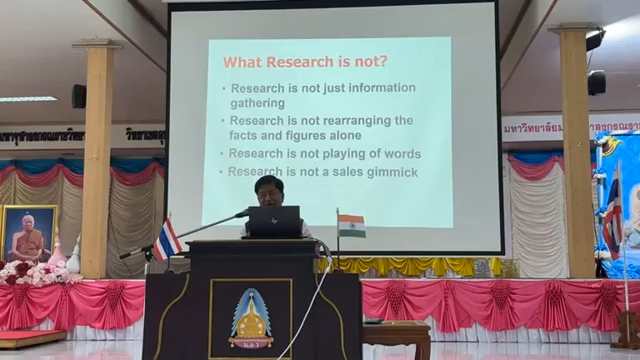 What Research is not?
• Research is not just information
gathering
• Research is not rearranging the
facts and figures alone
• Research is not playing of words
• Research is not a sales gimmick
hp